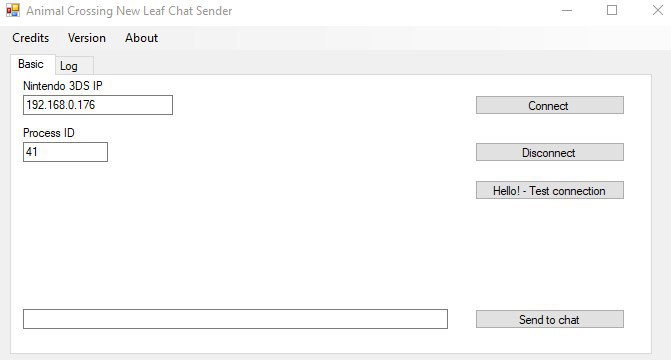 Animal Crossing New Leaf Chat Sender
Credits Version About
Basic Log
Nintendo 3DS IP
192.168.0.176
Connect
Process ID
41
Disconnect
Hello! - Test connection
Send to chat